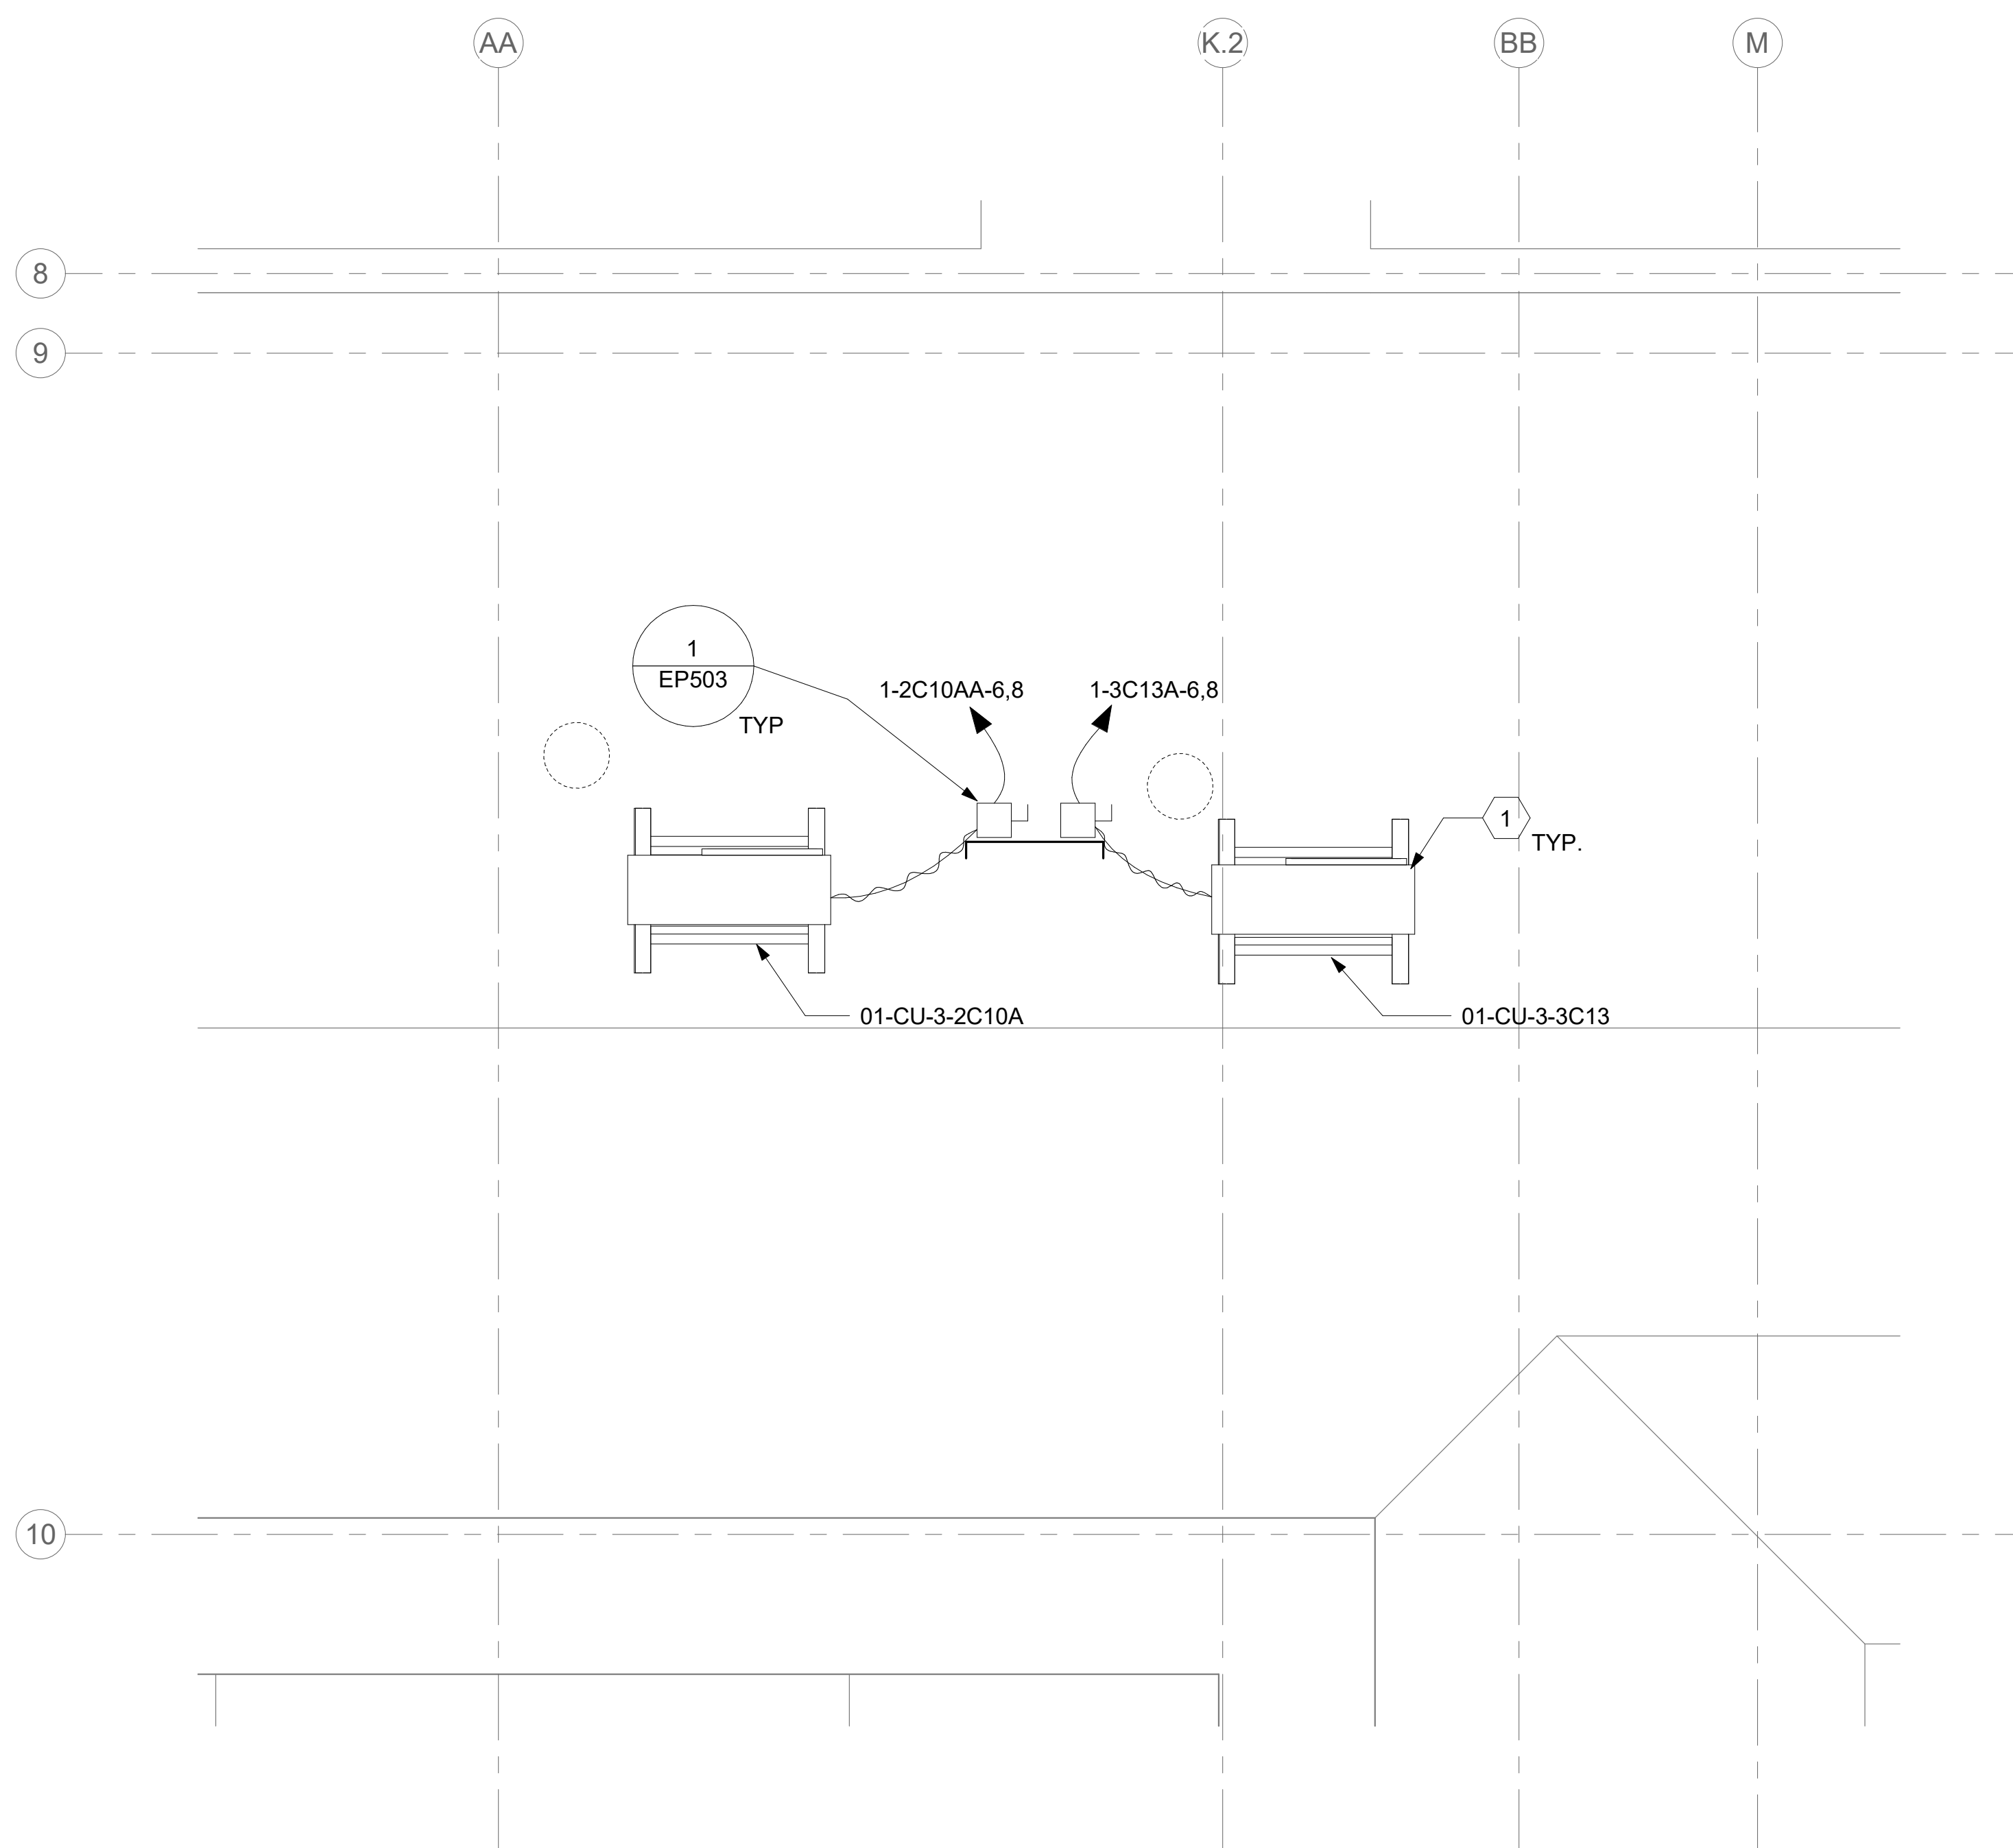 AA
K.2
BB
M
8
9
1
EP503
TYP
1-2C10AA-6,8
1-3C13A-6,8
1
TYP.
01-CU-3-2C10A
01-CU-3-3C13
10